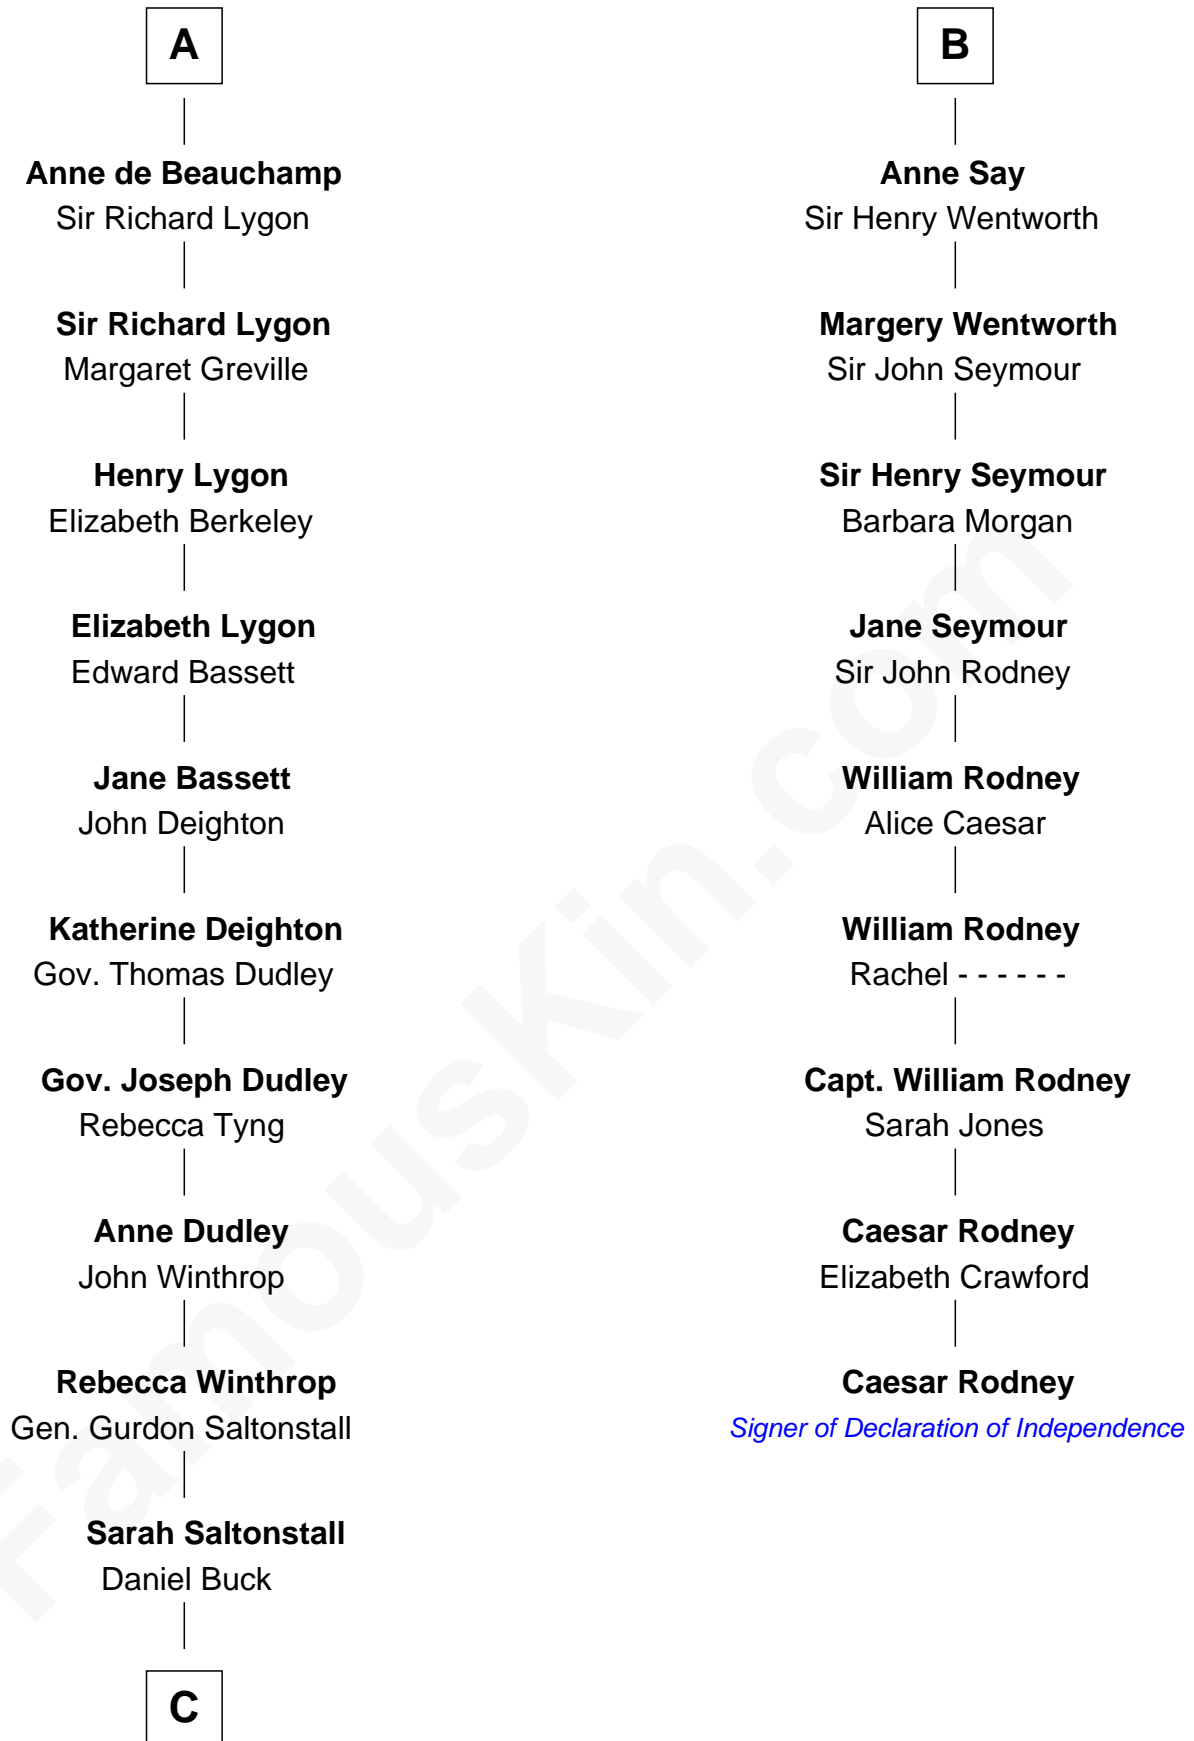 A
Anne de Beauchamp
Sir Richard Lygon
Sir Richard Lygon
Margaret Greville
Henry Lygon
Elizabeth Berkeley
Elizabeth Lygon
Edward Bassett
Jane Bassett
John Deighton
Katherine Deighton
Gov. Thomas Dudley
Gov. Joseph Dudley
Rebecca Tyng
Anne Dudley
John Winthrop
Rebecca Winthrop
Gen. Gurdon Saltonstall
Sarah Saltonstall
Daniel Buck
C
B
Anne Say
Sir Henry Wentworth
Margery Wentworth
Sir John Seymour
Sir Henry Seymour
Barbara Morgan
Jane Seymour
Sir John Rodney
William Rodney
Alice Caesar
William Rodney
Rachel - - - - - -
Capt. William Rodney
Sarah Jones
Caesar Rodney
Elizabeth Crawford
Caesar Rodney
Signer of Declaration of Independence
FamousKin.com